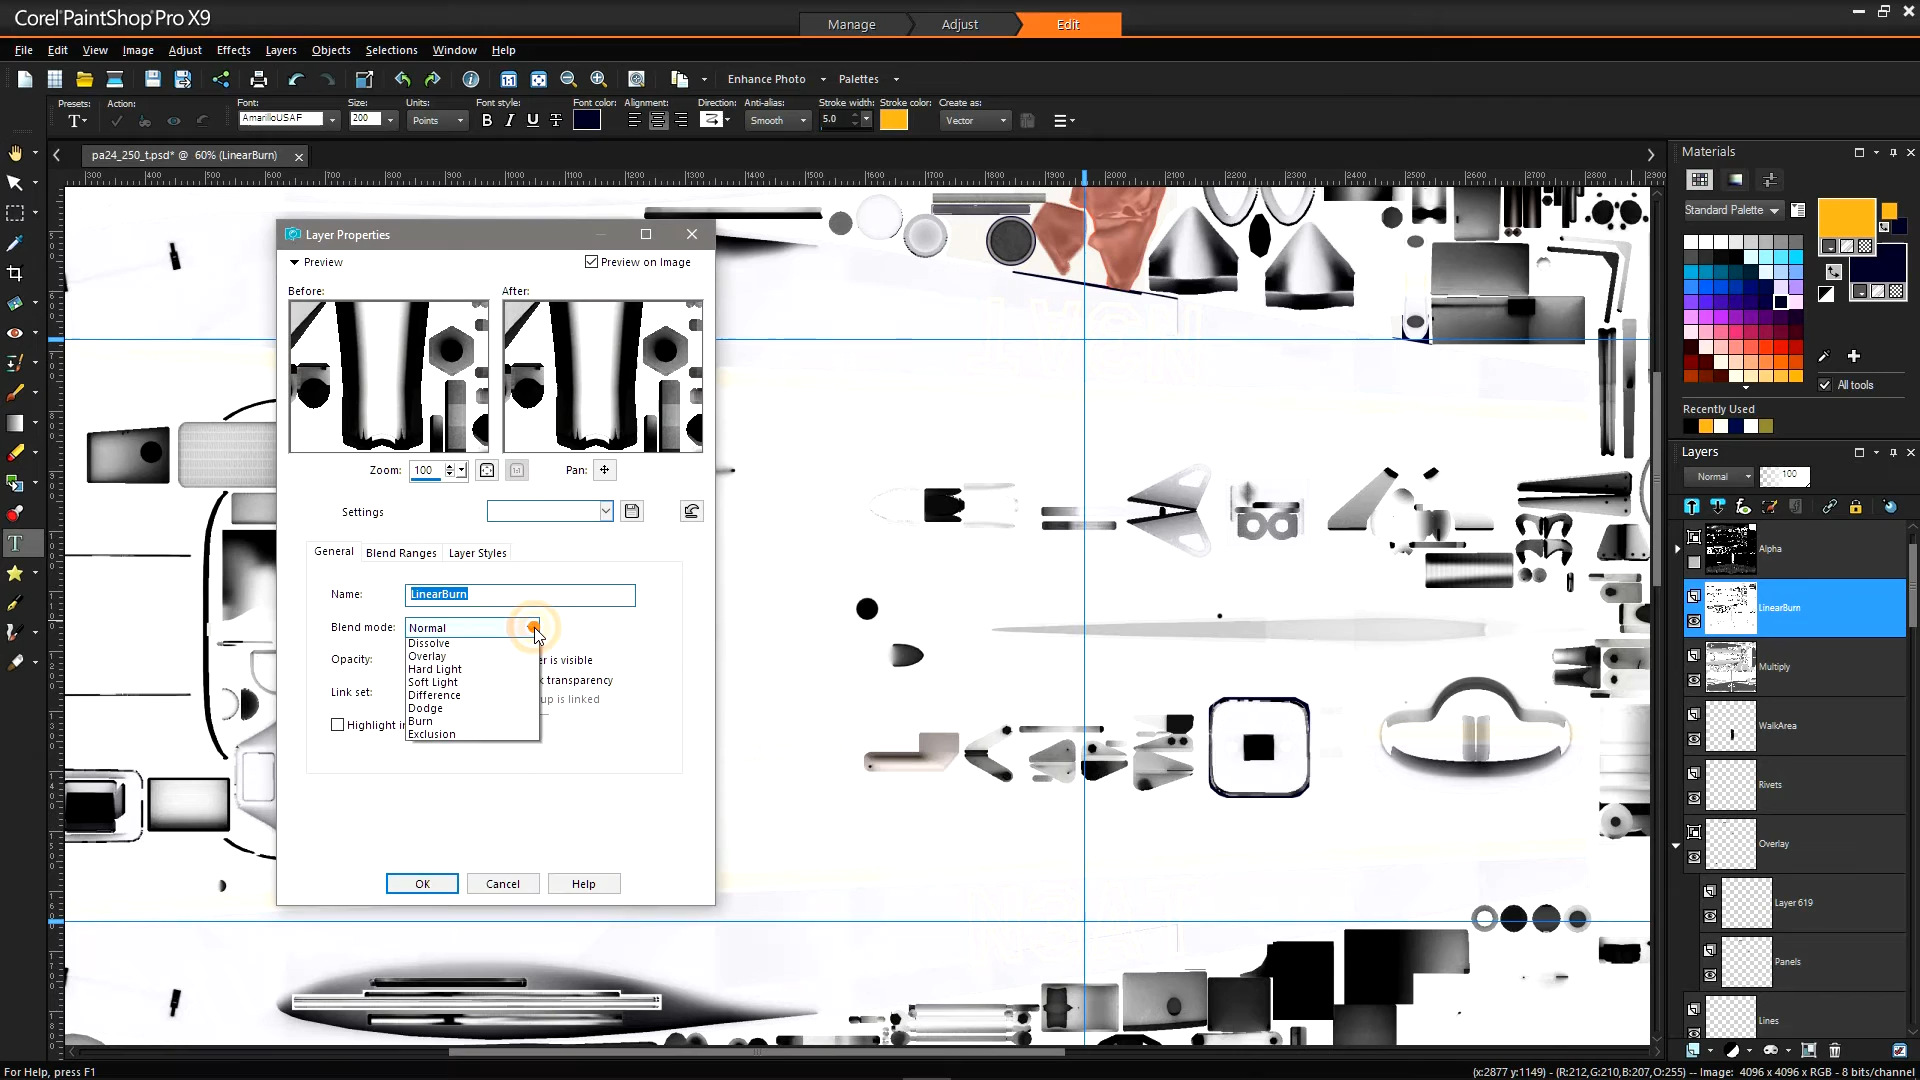 Corel PaintShop Pro X9
Manage Adjust Edit
File Edit View Image Adjust Effects Layers Objects Selections Window Help
Enhance Photo Palettes
Presets: Action: Font: Size: Units: Font style: Font color: Alignment: Direction: Anti-alias: Stroke width: Stroke color: Create as:
AmarilloUSAF 200 Points B I U T Smooth 5.0 Vector
pa24_250_t.psd* @ 60% (LinearBurn)
Materials
Standard Palette
All tools
Recently Used
Layers
Normal 100
Alpha
LinearBurn
Multiply
WalkArea
Rivets
Overlay
Layer 619
Panels
Lines
Layer Properties
Preview
Preview on Image
Before: After:
Zoom: 100 Pan:
Settings
General Blend Ranges Layer Styles
Name: LinearBurn
Blend mode: Normal
Dissolve
Overlay
Hard Light
Soft Light
Difference
Dodge
Burn
Exclusion
Opacity:
er is visible
k transparency
Link set:
up is linked
Highlight in
OK Cancel Help
For Help, press F1
(x:2877 y:1149) - (R:212,G:210,B:207,O:255) -- Image: 4096 x 4096 x RGB - 8 bits/channel